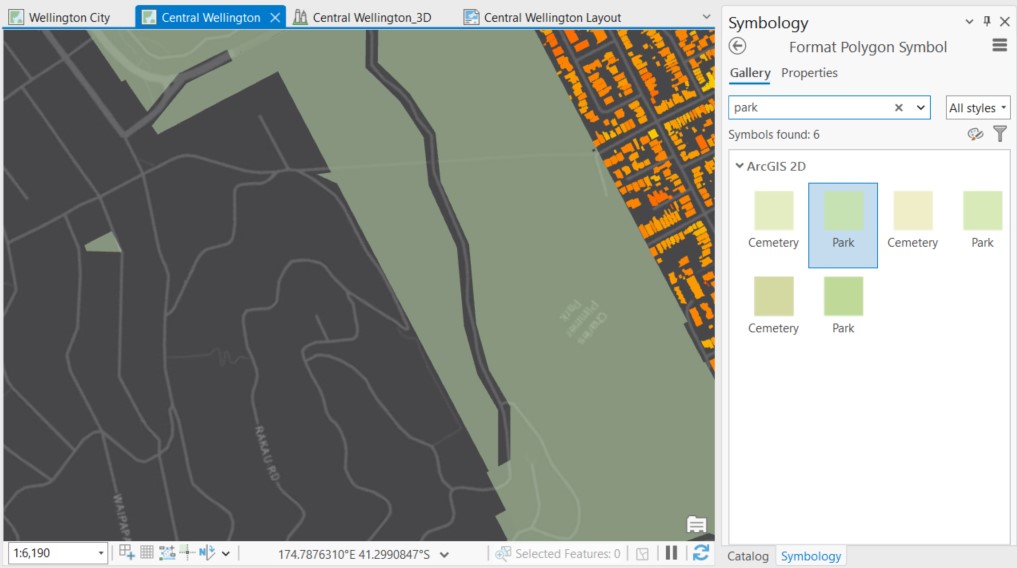 Wellington City
Central Wellington
Central Wellington_3D
Central Wellington Layout
Symbology
Format Polygon Symbol
Gallery Properties
park
All styles
Symbols found: 6
ArcGIS 2D
Cemetery Park Cemetery Park
Cemetery Park
Charles
Plimmer
Park
RAKAU RD
WAIPAPA
1:6,190
N
174.7876310°E 41.2990847°S
Selected Features: 0
Catalog Symbology